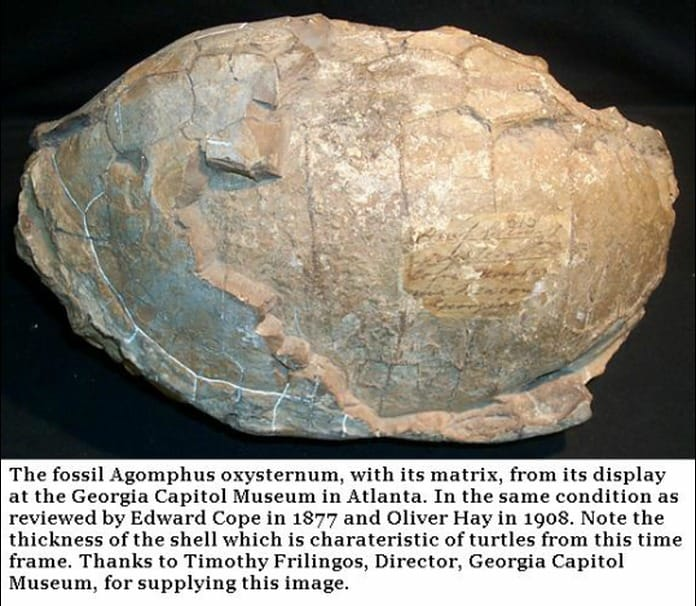 The fossil Agomphus oxysternum, with its matrix, from its display
at the Georgia Capitol Museum in Atlanta. In the same condition as
reviewed by Edward Cope in 1877 and Oliver Hay in 1908. Note the
thickness of the shell which is charateristic of turtles from this time
frame. Thanks to Timothy Frilingos, Director, Georgia Capitol
Museum, for supplying this image.